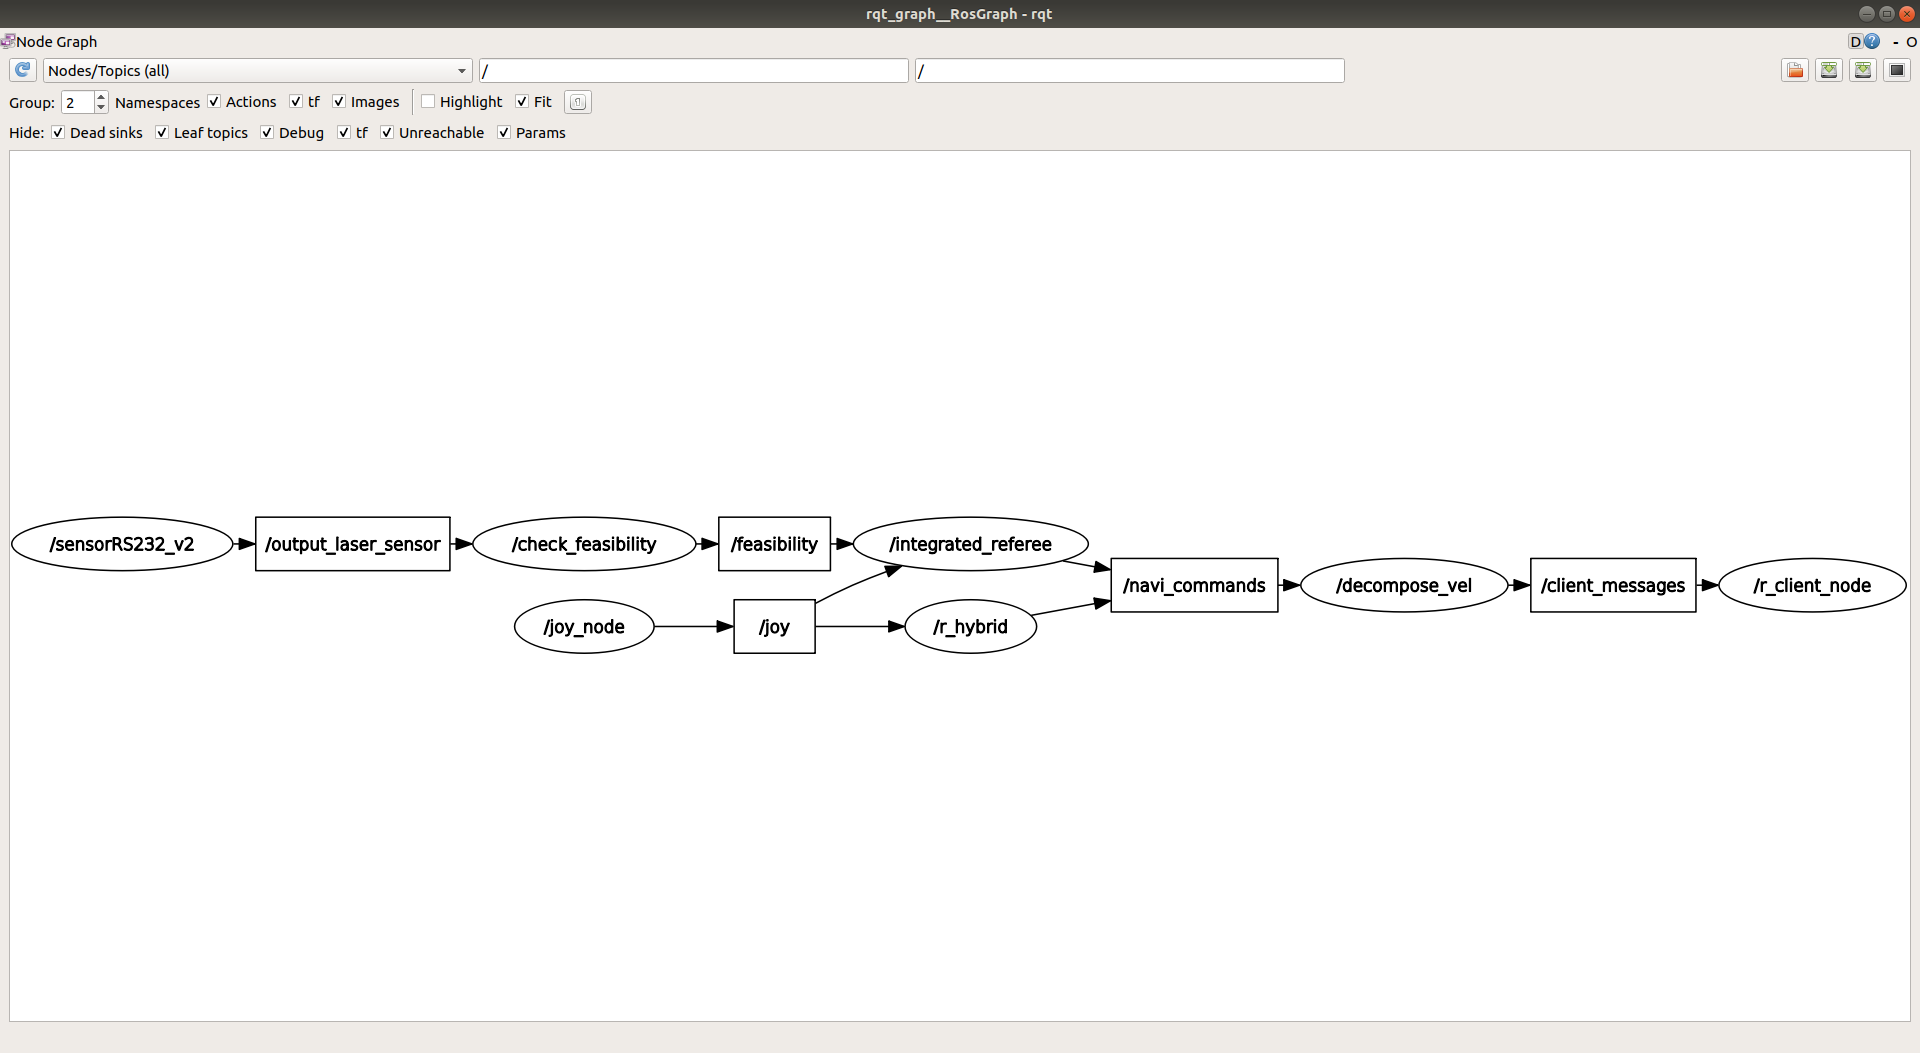 rqt_graph__RosGraph - rqt
Node Graph
D ? - O
Nodes/Topics (all) / /
Group: 2 Namespaces Actions tf Images Highlight Fit
Hide: Dead sinks Leaf topics Debug tf Unreachable Params
/sensorRS232_v2 /output_laser_sensor /check_feasibility /feasibility /integrated_referee
/navi_commands /decompose_vel /client_messages /r_client_node
/joy_node /joy /r_hybrid